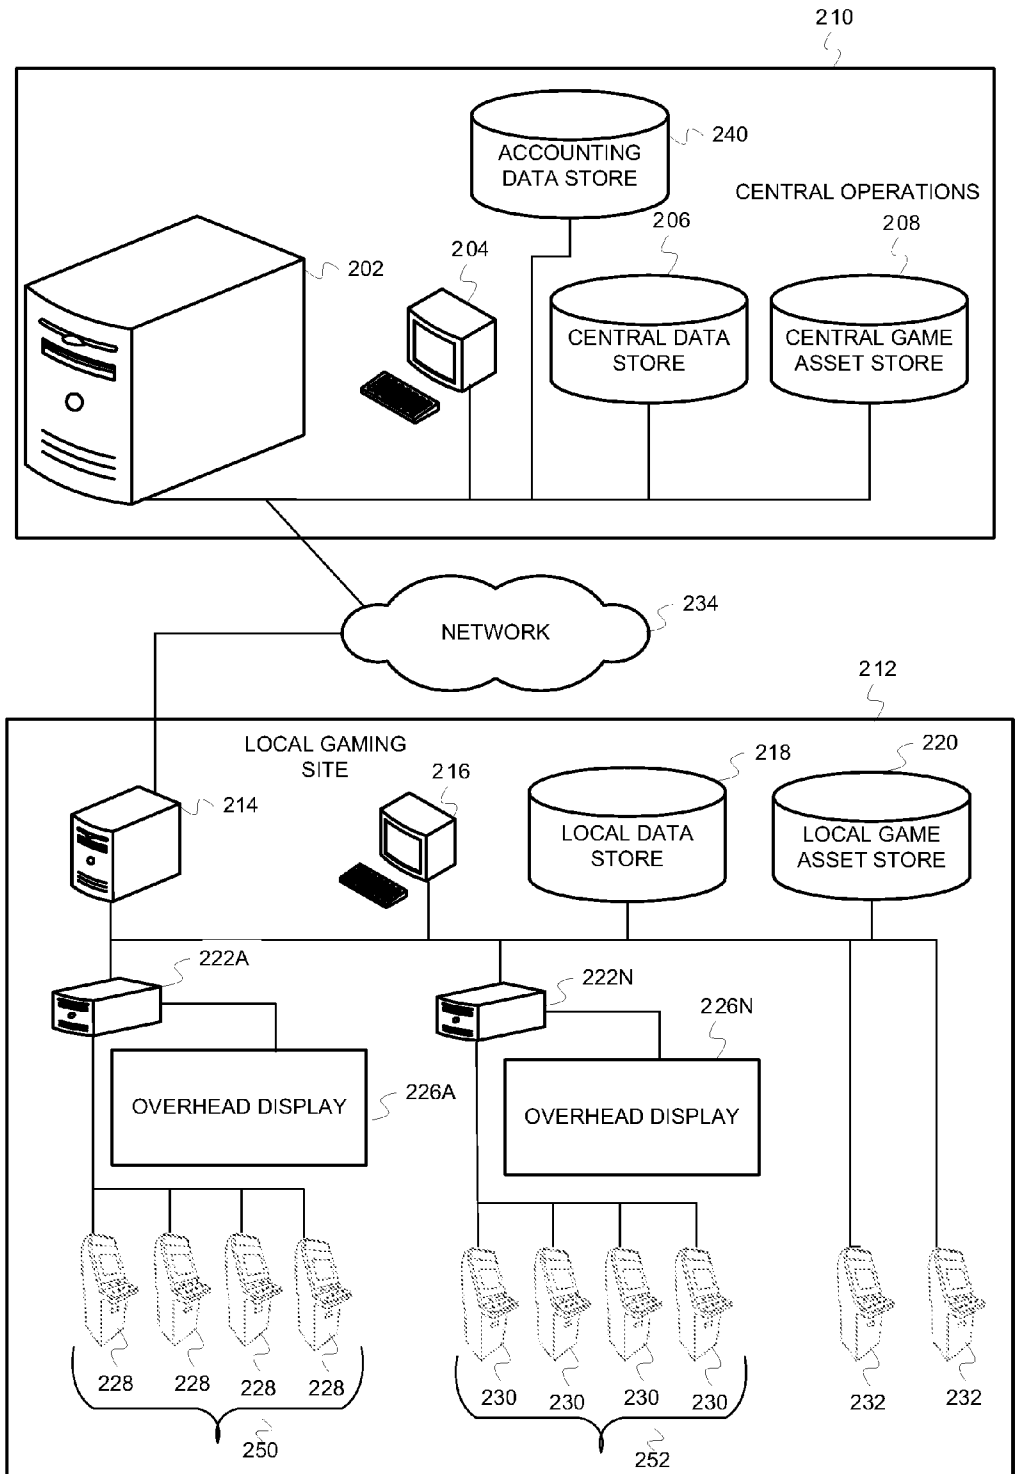 210
ACCOUNTING
DATA STORE
240
CENTRAL OPERATIONS
202
204
206
208
CENTRAL DATA
STORE
CENTRAL GAME
ASSET STORE
NETWORK
234
212
LOCAL GAMING
SITE
214
216
218
220
LOCAL DATA
STORE
LOCAL GAME
ASSET STORE
222A
222N
226N
OVERHEAD DISPLAY
226A
OVERHEAD DISPLAY
228
228
228
228
230
230
230
230
232
232
250
252